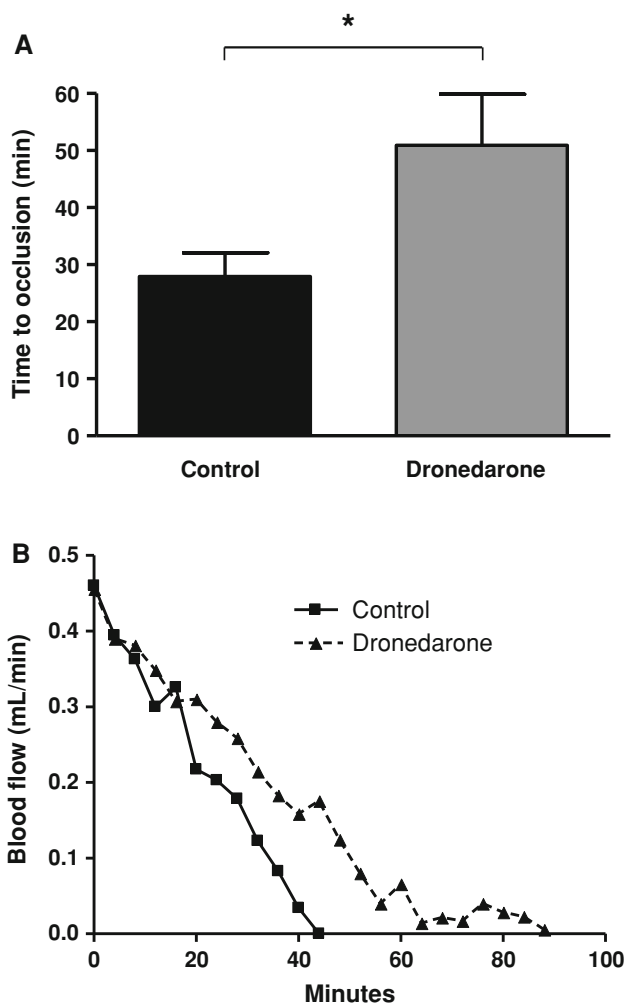 A
*
Time to occlusion (min)
60
50
40
30
20
10
0
Control Dronedarone
B
Blood flow (mL/min)
0.5
0.4
0.3
0.2
0.1
0.0
Control
Dronedarone
0 20 40 60 80 100
Minutes